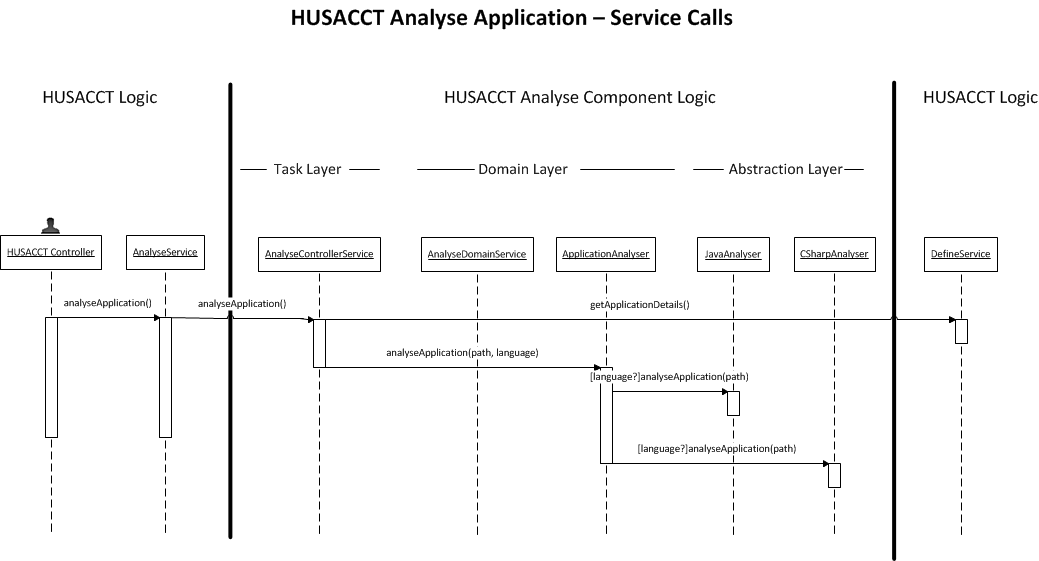 HUSACCT Analyse Application – Service Calls
HUSACCT Logic
HUSACCT Analyse Component Logic
HUSACCT Logic
Task Layer
Domain Layer
Abstraction Layer
HUSACCT Controller
AnalyseService
AnalyseControllerService
AnalyseDomainService
ApplicationAnalyser
JavaAnalyser
CSharpAnalyser
DefineService
analyseApplication()
analyseApplication()
getApplicationDetails()
analyseApplication(path, language)
[language?]analyseApplication(path)
[language?]analyseApplication(path)